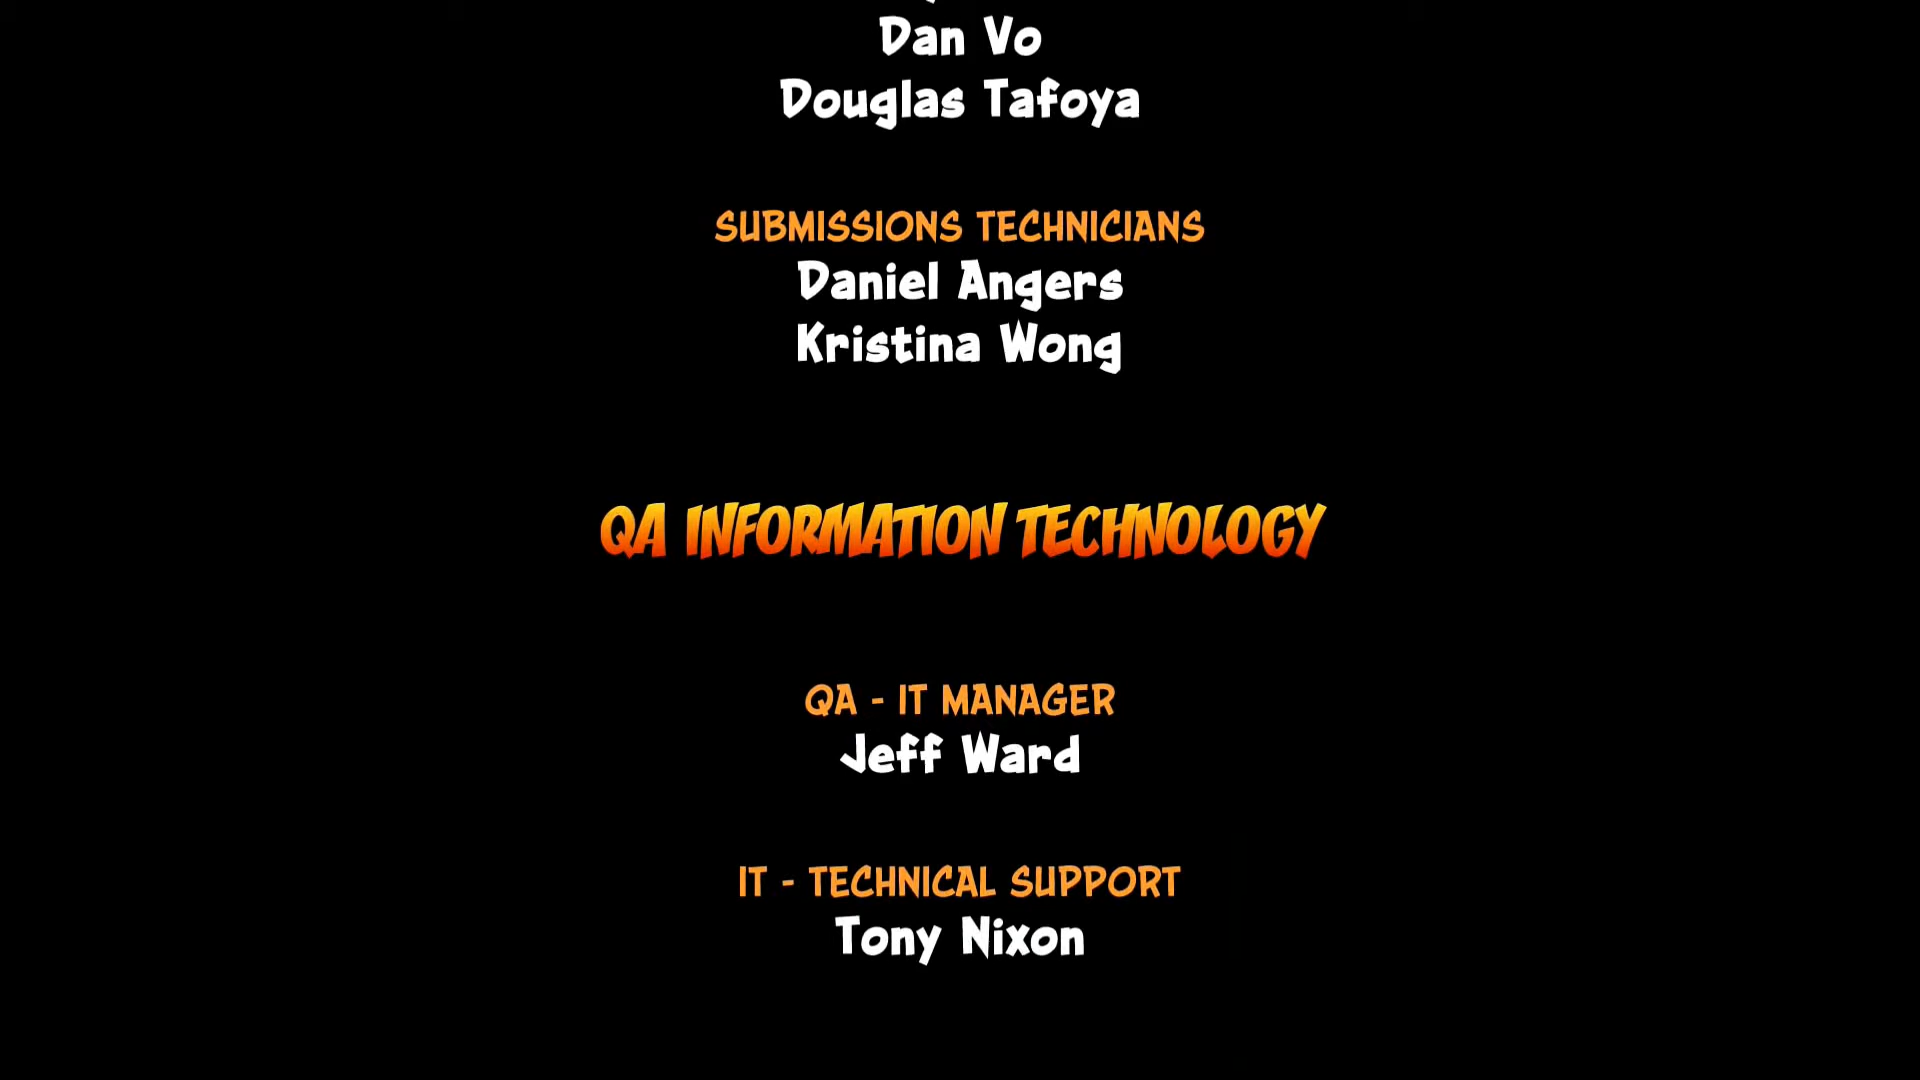 Dan Vo
Douglas Tafoya
SUBMISSIONS TECHNICIANS
Daniel Angers
Kristina Wong
QA INFORMATION TECHNOLOGY
QA - IT MANAGER
Jeff Ward
IT - TECHNICAL SUPPORT
Tony Nixon